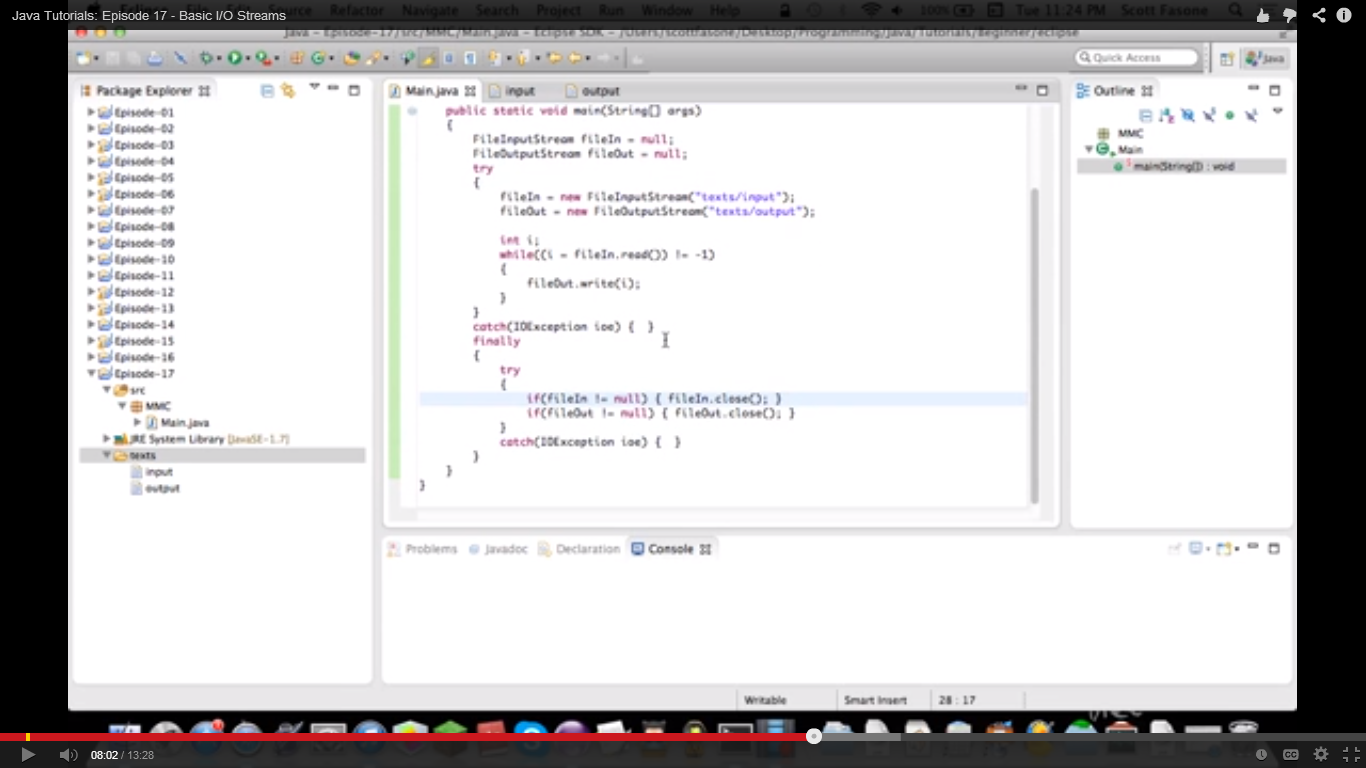 Java Tutorials: Episode 17 - Basic I/O Streams
Refactor Navigate Search Project Run Window Help 100% Tue 11:24 PM Scott Fasone
Java - Episode-17/src/MMC/Main.java - Eclipse SDK - /Users/scottfasone/Desktop/Programming/Java/Tutorials/Beginner/eclipse
Quick Access Java
Package Explorer
Episode-01
Episode-02
Episode-03
Episode-04
Episode-05
Episode-06
Episode-07
Episode-08
Episode-09
Episode-10
Episode-11
Episode-12
Episode-13
Episode-14
Episode-15
Episode-16
Episode-17
src
MMC
Main.java
JRE System Library [JavaSE-1.7]
texts
input
output
Main.java input output
public static void main(String[] args)
{
FileInputStream fileIn = null;
FileOutputStream fileOut = null;
try
{
fileIn = new FileInputStream("texts/input");
fileOut = new FileOutputStream("texts/output");
int i;
while((i = fileIn.read()) != -1)
{
fileOut.write(i);
}
}
catch(IOException ioe) { }
finally
{
try
{
if(fileIn != null) { fileIn.close(); }
if(fileOut != null) { fileOut.close(); }
}
catch(IOException ioe) { }
}
}
}
Outline
MMC
Main
main(String[]) : void
Problems Javadoc Declaration Console
Writable Smart Insert 28 : 17
08:02 / 13:28
CC